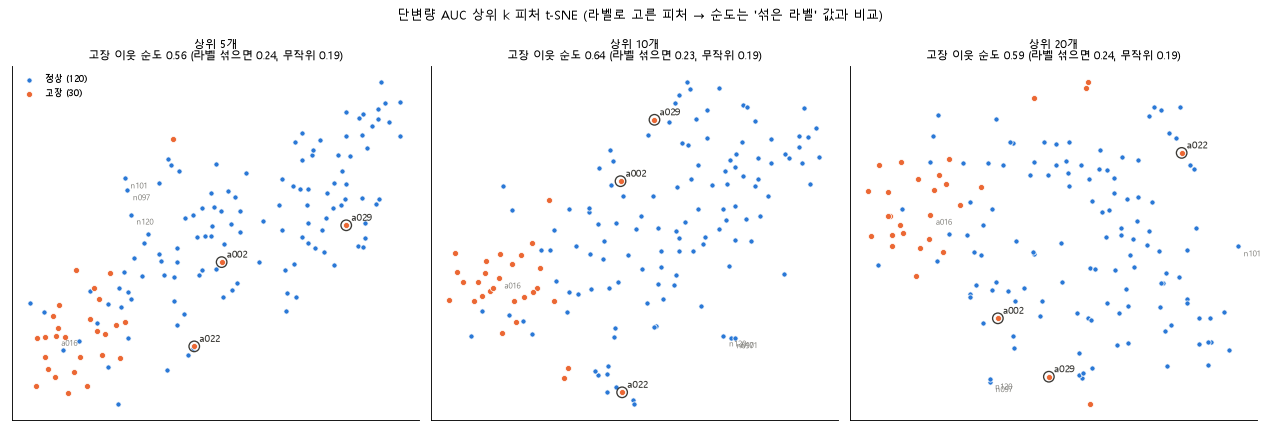 단변량 AUC 상위 k 피처 t-SNE (라벨로 고른 피처 → 순도는 '섞은 라벨' 값과 비교)
상위 5개
고장 이웃 순도 0.56 (라벨 섞으면 0.24, 무작위 0.19)
정상 (120)
고장 (30)
n101
n097
n120
a029
a002
a022
a016
상위 10개
고장 이웃 순도 0.64 (라벨 섞으면 0.23, 무작위 0.19)
a029
a002
a016
a022
상위 20개
고장 이웃 순도 0.59 (라벨 섞으면 0.24, 무작위 0.19)
a022
a016
n101
a002
a029